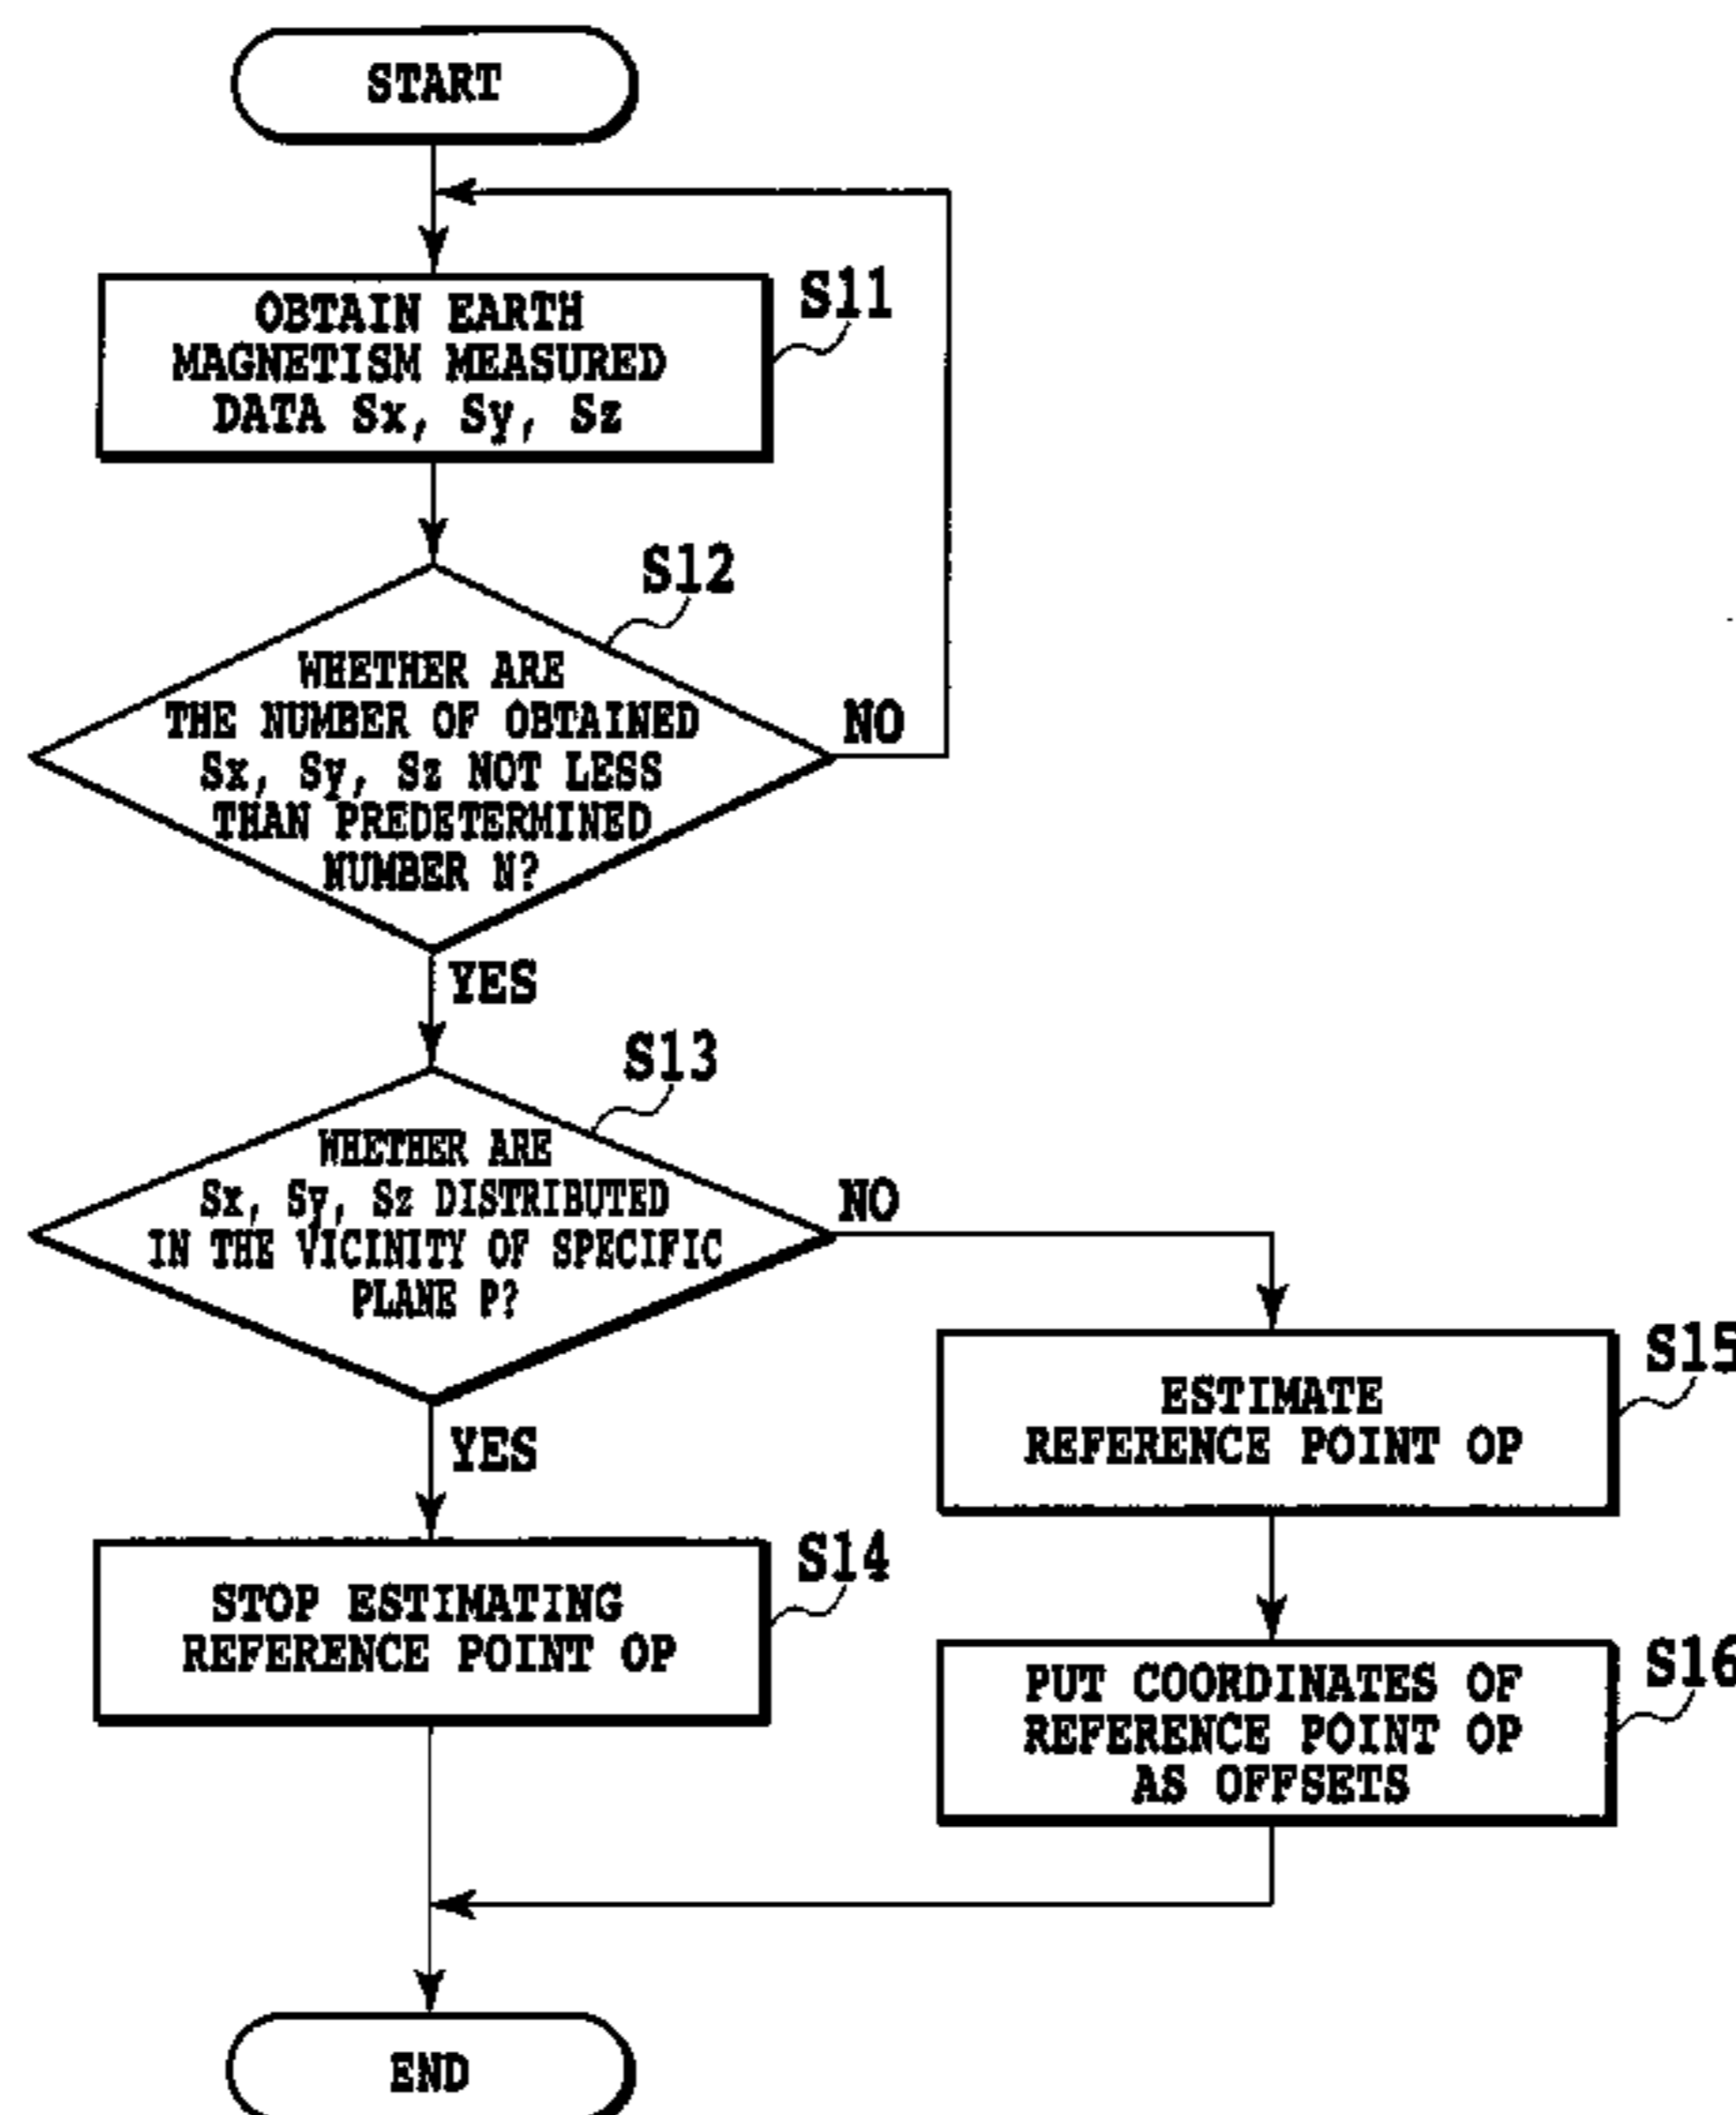 START
OBTAIN EARTH
MAGNETISM MEASURED
DATA Sx, Sy, Sz
S11
S12
WHETHER ARE
THE NUMBER OF OBTAINED
Sx, Sy, Sz NOT LESS
THAN PREDETERMINED
NUMBER N?
NO
YES
S13
WHETHER ARE
Sx, Sy, Sz DISTRIBUTED
IN THE VICINITY OF SPECIFIC
PLANE P?
NO
YES
S14
STOP ESTIMATING
REFERENCE POINT OP
S15
ESTIMATE
REFERENCE POINT OP
S16
PUT COORDINATES OF
REFERENCE POINT OP
AS OFFSETS
END